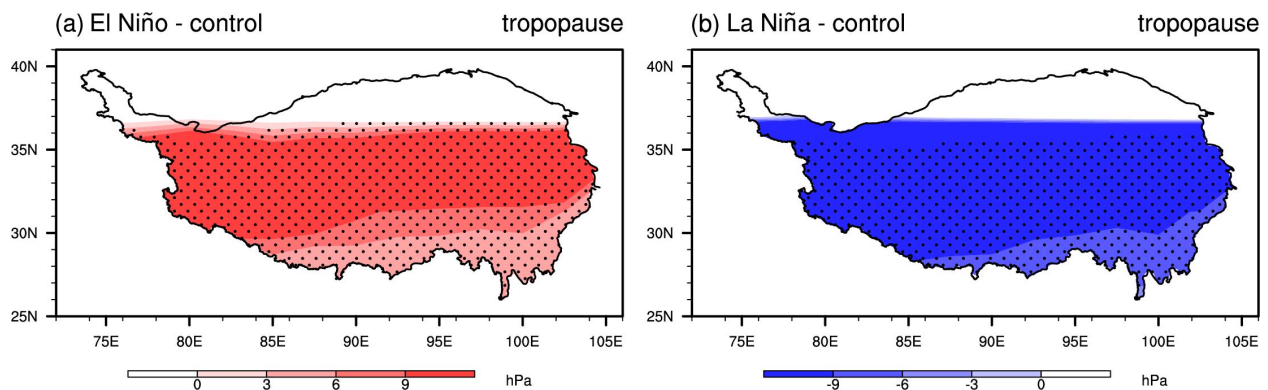 (a) El Niño - control tropopause
40N
35N
30N
25N
75E 80E 85E 90E 95E 100E 105E
0 3 6 9 hPa
(b) La Niña - control tropopause
40N
35N
30N
25N
75E 80E 85E 90E 95E 100E 105E
-9 -6 -3 0 hPa